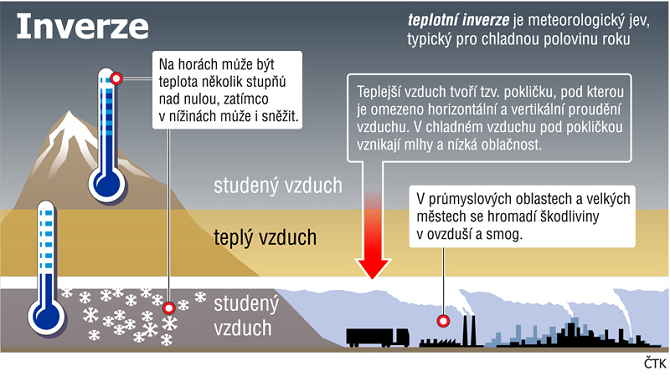 Inverze
teplotní inverze je meteorologický jev,
typický pro chladnou polovinu roku
Na horách může být
teplota několik stupňů
nad nulou, zatímco
v nížinách může i sněžit.
Teplejší vzduch tvoří tzv. pokličku, pod kterou
je omezeno horizontální a vertikální proudění
vzduchu. V chladném vzduchu pod pokličkou
vznikají mlhy a nízká oblačnost.
studený vzduch
V průmyslových oblastech a velkých
městech se hromadí škodliviny
v ovzduší a smog.
teplý vzduch
studený
vzduch
ČTK